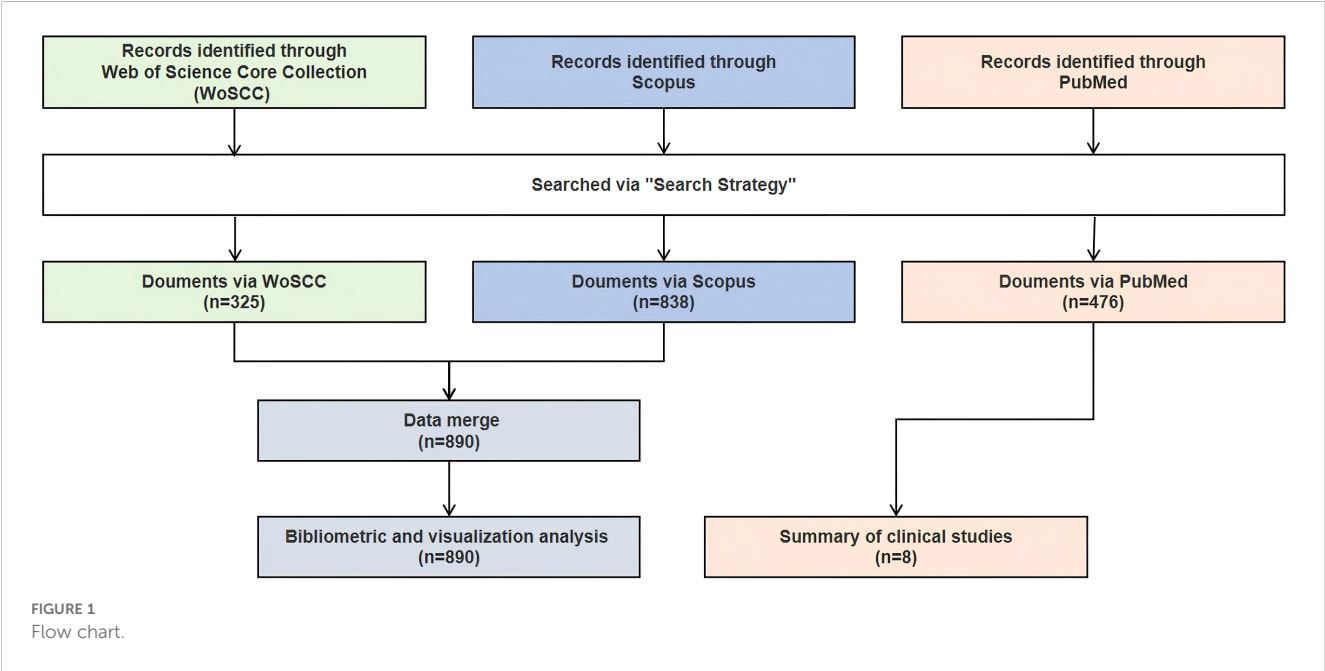 Records identified through
Web of Science Core Collection
(WoSCC)
Records identified through
Scopus
Records identified through
PubMed
Searched via "Search Strategy"
Douments via WoSCC
(n=325)
Douments via Scopus
(n=838)
Douments via PubMed
(n=476)
Data merge
(n=890)
Bibliometric and visualization analysis
(n=890)
Summary of clinical studies
(n=8)
FIGURE 1
Flow chart.